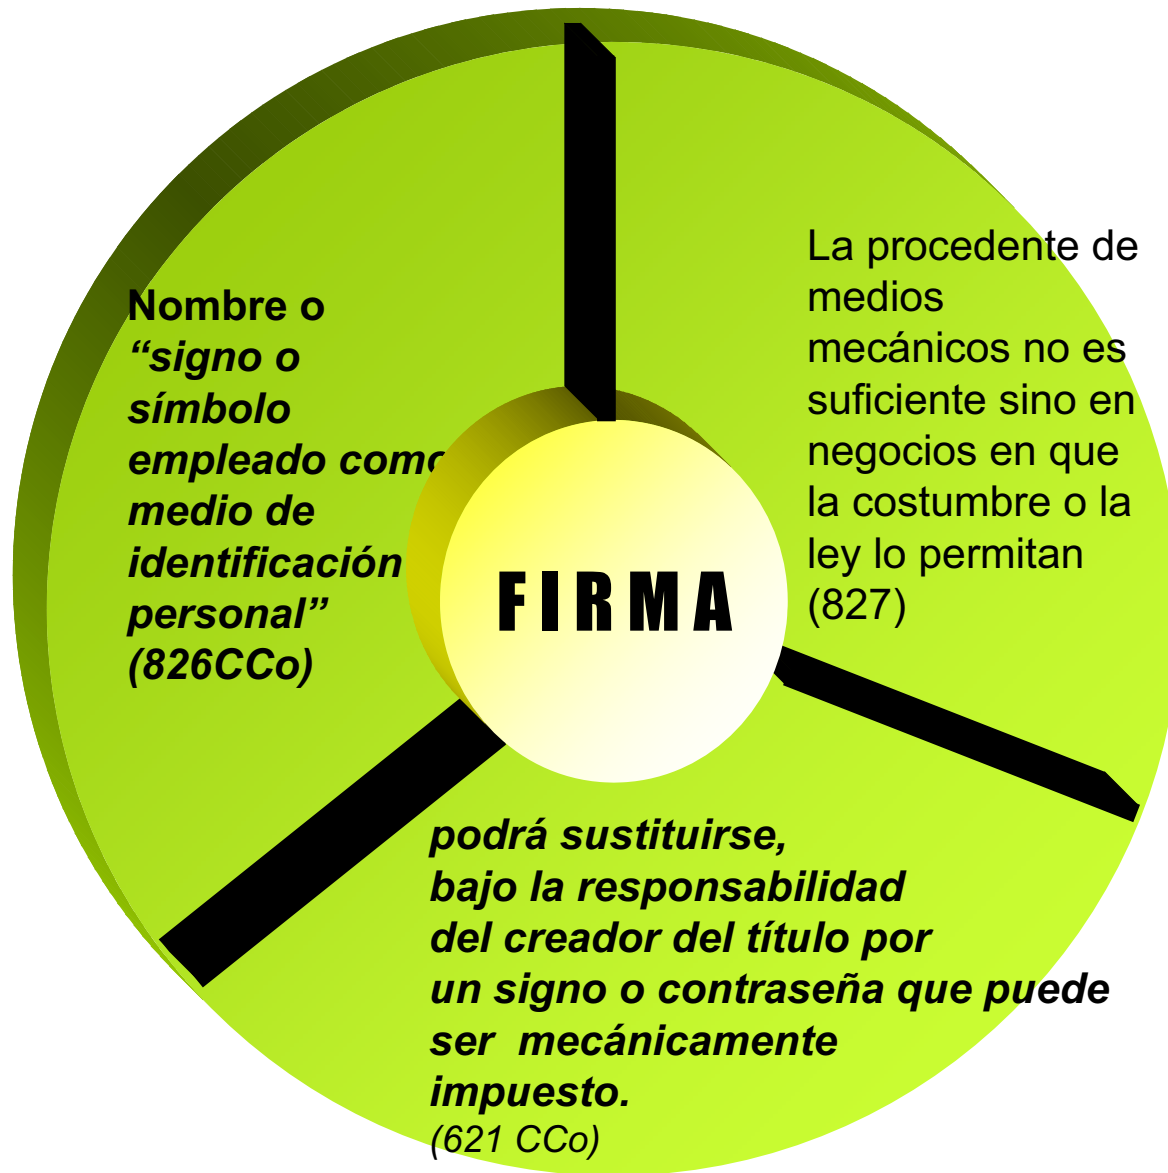 Nombre o
“signo o
símbolo
empleado como
medio de
identificación
personal”
(826CCo)
FIRMA
La procedente de
medios
mecánicos no es
suficiente sino en
negocios en que
la costumbre o la
ley lo permitan
(827)
podrá sustituirse,
bajo la responsabilidad
del creador del título por
un signo o contraseña que puede
ser mecánicamente
impuesto.
(621 CCo)